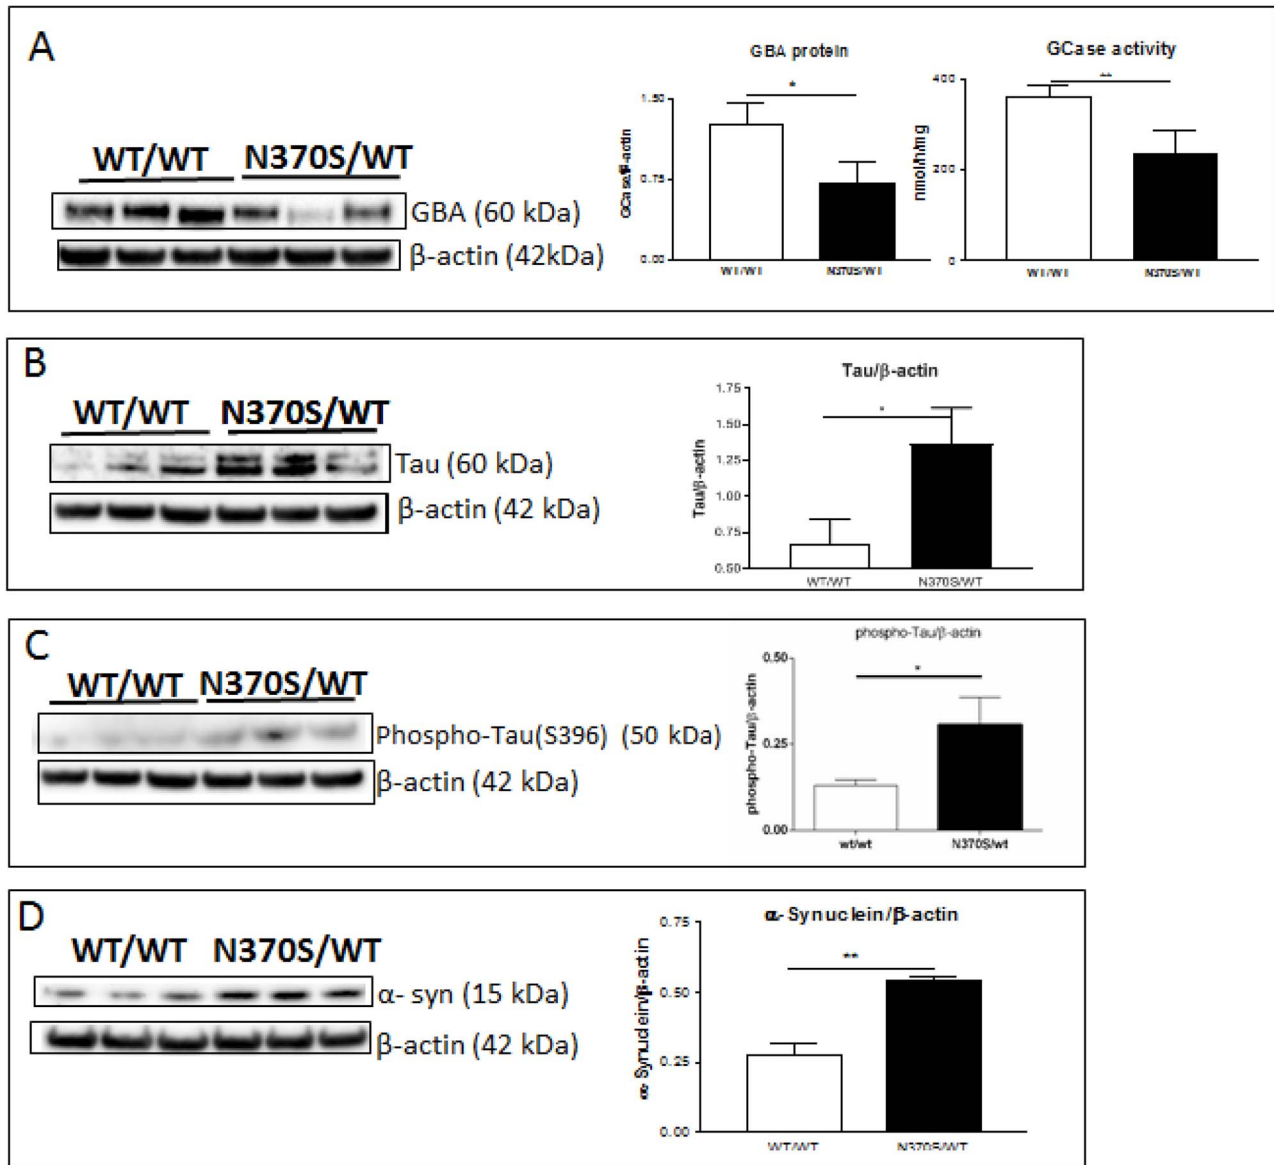 A
WT/WT N370S/WT
GBA (60 kDa)
β-actin (42kDa)
GBA protein
GCase/β-actin
1.50
0.75
0.00
*
WT/WT
N370S/WT
GCase activity
nmol/h/mg
400
200
0
**
WT/WT
N370S/WT
B
WT/WT N370S/WT
Tau (60 kDa)
β-actin (42 kDa)
Tau/β-actin
Tau/β-actin
1.75
1.50
1.25
1.00
0.75
0.50
*
WT/WT
N370S/WT
C
WT/WT N370S/WT
Phospho-Tau(S396) (50 kDa)
β-actin (42 kDa)
phospho-Tau/β-actin
phospho-Tau/β-actin
0.50
0.25
0.00
*
wt/wt
N370S/wt
D
WT/WT N370S/WT
α- syn (15 kDa)
β-actin (42 kDa)
α- Synuclein/β-actin
α- Synuclein/β-actin
0.75
0.50
0.25
0.00
**
WT/WT
N370S/WT